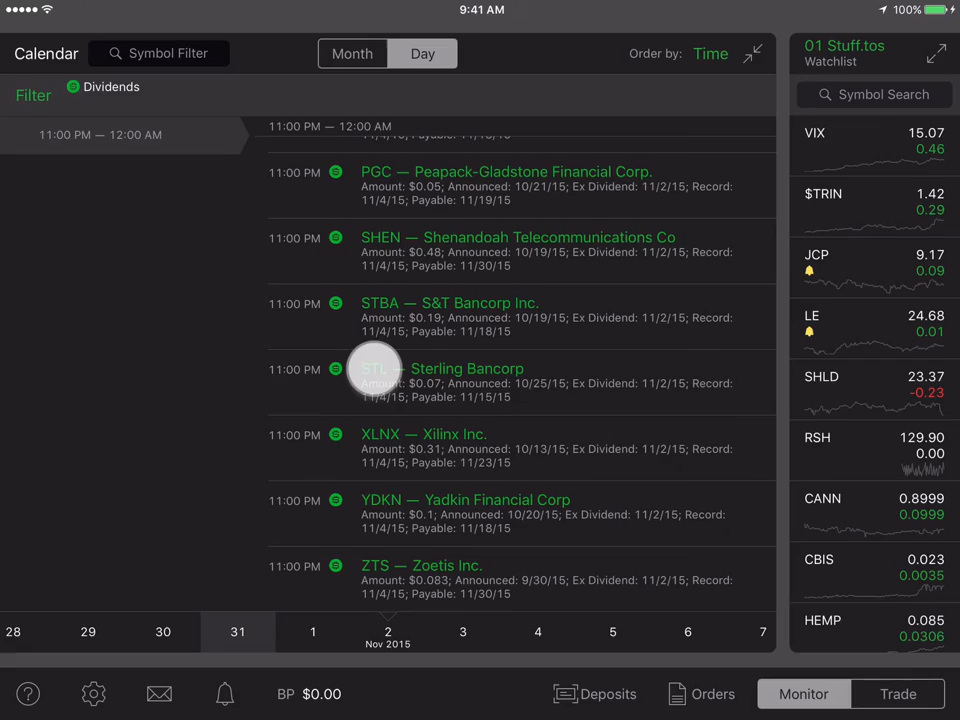 9:41 AM
100%
Calendar
Symbol Filter
Month
Day
Order by: Time
Filter
Dividends
11:00 PM — 12:00 AM
11:00 PM — 12:00 AM
11/4/15; Payable: 11/18/15
11:00 PM PGC — Peapack-Gladstone Financial Corp.
Amount: $0.05; Announced: 10/21/15; Ex Dividend: 11/2/15; Record:
11/4/15; Payable: 11/19/15
11:00 PM SHEN — Shenandoah Telecommunications Co
Amount: $0.48; Announced: 10/19/15; Ex Dividend: 11/2/15; Record:
11/4/15; Payable: 11/30/15
11:00 PM STBA — S&T Bancorp Inc.
Amount: $0.19; Announced: 10/19/15; Ex Dividend: 11/2/15; Record:
11/4/15; Payable: 11/18/15
11:00 PM STL — Sterling Bancorp
Amount: $0.07; Announced: 10/25/15; Ex Dividend: 11/2/15; Record:
11/4/15; Payable: 11/15/15
11:00 PM XLNX — Xilinx Inc.
Amount: $0.31; Announced: 10/13/15; Ex Dividend: 11/2/15; Record:
11/4/15; Payable: 11/23/15
11:00 PM YDKN — Yadkin Financial Corp
Amount: $0.1; Announced: 10/20/15; Ex Dividend: 11/2/15; Record:
11/4/15; Payable: 11/18/15
11:00 PM ZTS — Zoetis Inc.
Amount: $0.083; Announced: 9/30/15; Ex Dividend: 11/2/15; Record:
11/4/15; Payable: 11/30/15
28 29 30 31 1 2 3 4 5 6 7
Nov 2015
01 Stuff.tos
Watchlist
Symbol Search
VIX 15.07
0.46
$TRIN 1.42
0.29
JCP 9.17
0.09
LE 24.68
0.01
SHLD 23.37
-0.23
RSH 129.90
0.00
CANN 0.8999
0.0999
CBIS 0.023
0.0035
HEMP 0.085
0.0306
?
BP $0.00
Deposits
Orders
Monitor
Trade